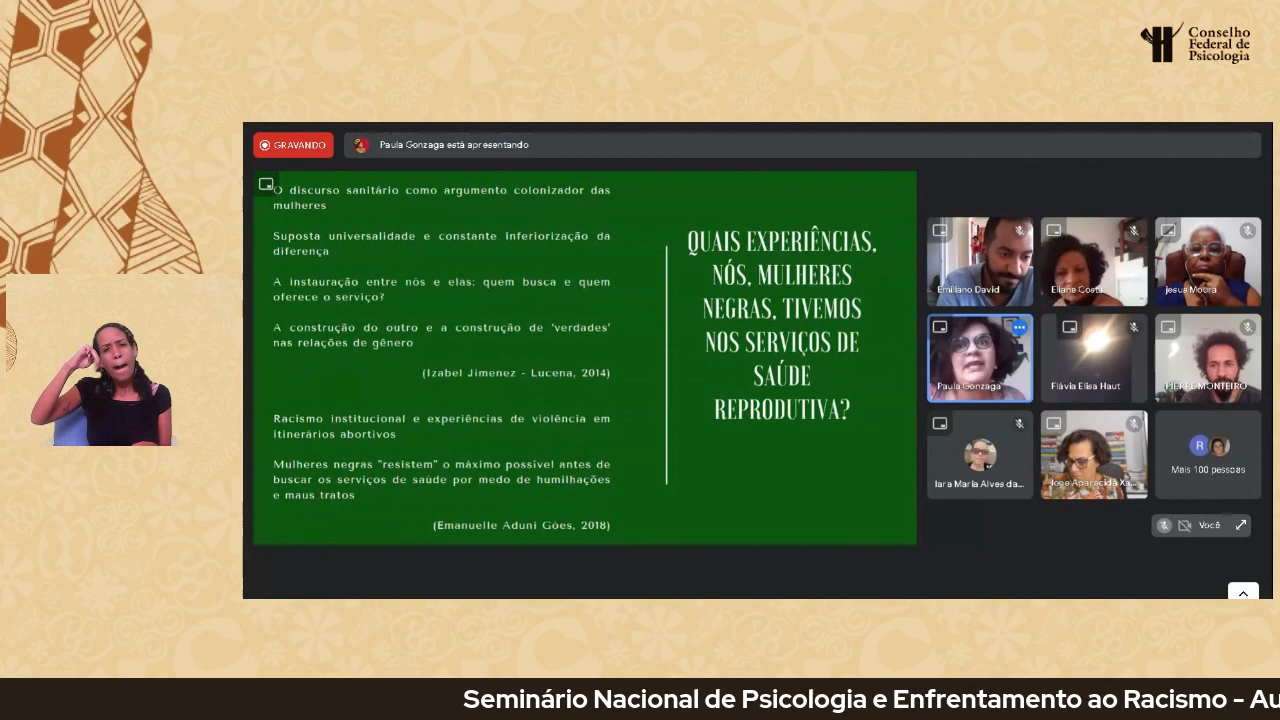 Conselho
Federal de
Psicologia
GRAVANDO
Paula Gonzaga está apresentando
O discurso sanitário como argumento colonizador das
mulheres
Suposta universalidade e constante inferiorização da
diferença
A instauração entre nós e elas: quem busca e quem
oferece o serviço?
A construção do outro e a construção de 'verdades'
nas relações de gênero
(Izabel Jimenez - Lucena, 2014)
Racismo institucional e experiências de violência em
itinerários abortivos
Mulheres negras "resistem" o máximo possível antes de
buscar os serviços de saúde por medo de humilhações
e maus tratos
(Emanuelle Aduni Góes, 2018)
QUAIS EXPERIÊNCIAS,
NÓS, MULHERES
NEGRAS, TIVEMOS
NOS SERVIÇOS DE
SAÚDE
REPRODUTIVA?
Emiliano David
Eliane Costa
jesus Moura
Paula Gonzaga
Flávia Elisa Haut
PIERRE MONTEIRO
Iara Maria Alves da...
Ione Aparecida Xa...
R
Mais 100 pessoas
Você
Seminário Nacional de Psicologia e Enfrentamento ao Racismo - Au